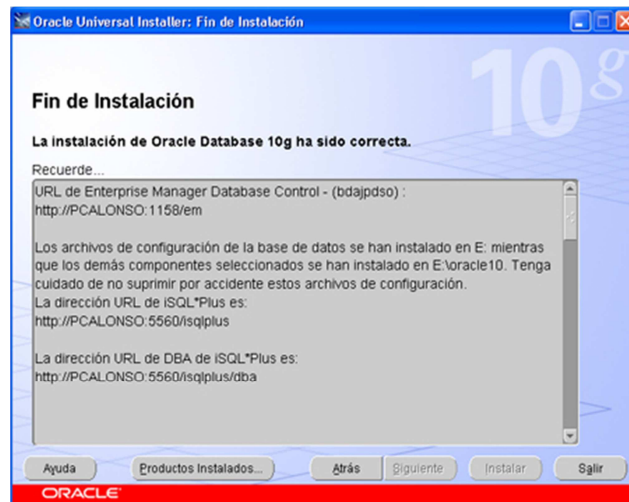 Oracle Universal Installer: Fin de Instalación
10g
Fin de Instalación
La instalación de Oracle Database 10g ha sido correcta.
Recuerde...
URL de Enterprise Manager Database Control - (bdajpdso) :
http://PCALONSO:1158/em
Los archivos de configuración de la base de datos se han instalado en E: mientras
que los demás componentes seleccionados se han instalado en E:\oracle10. Tenga
cuidado de no suprimir por accidente estos archivos de configuración.
La dirección URL de iSQL*Plus es:
http://PCALONSO:5560/isqlplus
La dirección URL de DBA de iSQL*Plus es:
http://PCALONSO:5560/isqlplus/dba
Ayuda Productos Instalados... Atrás Siguiente Instalar Salir
ORACLE